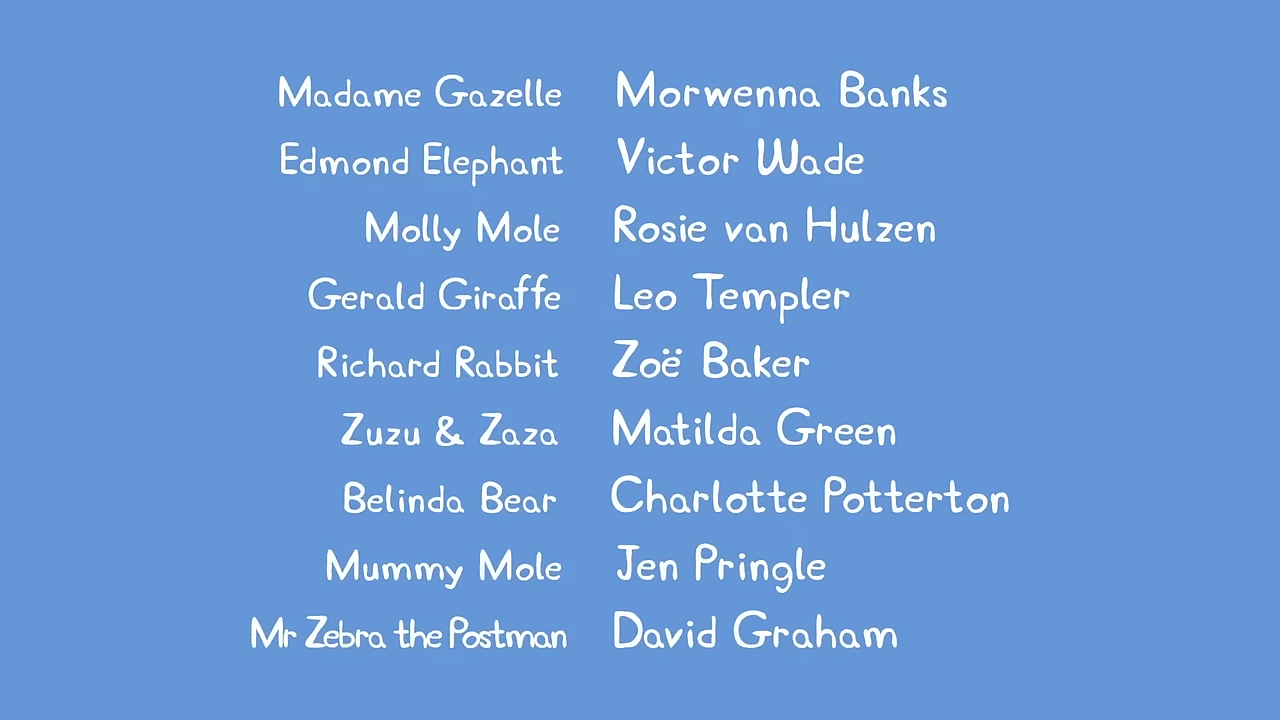 Madame Gazelle Morwenna Banks
Edmond Elephant Victor Wade
Molly Mole Rosie van Hulzen
Gerald Giraffe Leo Templer
Richard Rabbit Zoë Baker
Zuzu & Zaza Matilda Green
Belinda Bear Charlotte Potterton
Mummy Mole Jen Pringle
Mr Zebra the Postman David Graham